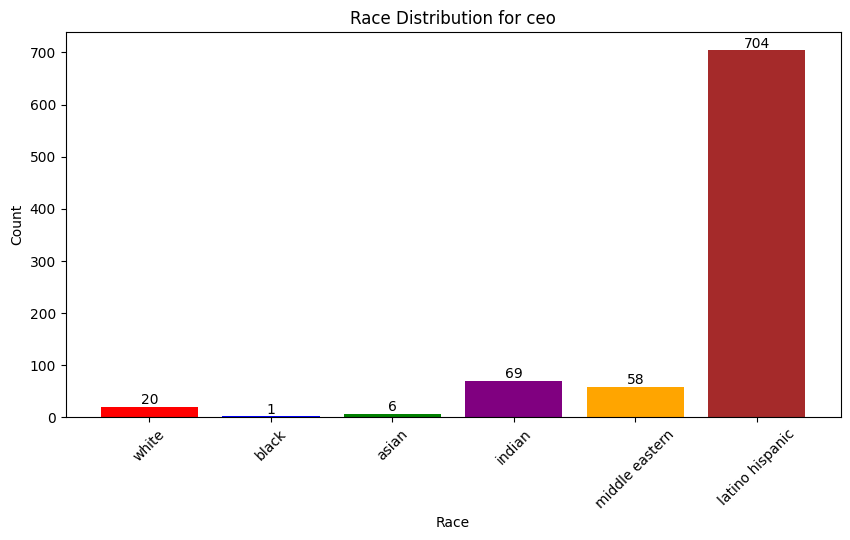 Race Distribution for ceo
Count
700
600
500
400
300
200
100
0
20
1
6
69
58
704
white
black
asian
indian
middle eastern
latino hispanic
Race